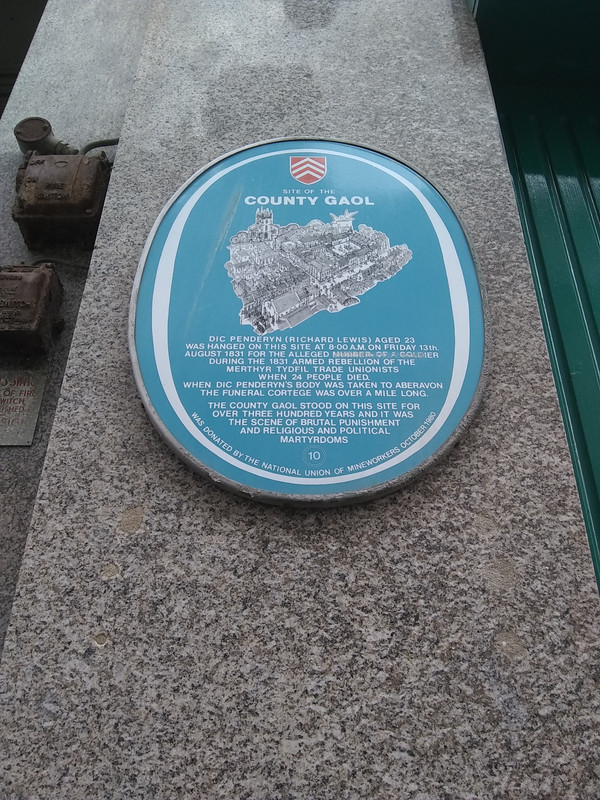 SITE OF THE
COUNTY GAOL
DIC PENDERYN (RICHARD LEWIS) AGED 23
WAS HANGED ON THIS SITE AT 8·00 A.M. ON FRIDAY 13th.
AUGUST 1831 FOR THE ALLEGED MURDER OF A SOLDIER
DURING THE 1831 ARMED REBELLION OF THE
MERTHYR TYDFIL TRADE UNIONISTS
WHEN 24 PEOPLE DIED.
WHEN DIC PENDERYN'S BODY WAS TAKEN TO ABERAVON
THE FUNERAL CORTEGE WAS OVER A MILE LONG.
THE COUNTY GAOL STOOD ON THIS SITE FOR
OVER THREE HUNDRED YEARS AND IT WAS
THE SCENE OF BRUTAL PUNISHMENT
AND RELIGIOUS AND POLITICAL
MARTYRDOMS
10
WAS DONATED BY THE NATIONAL UNION OF MINEWORKERS OCTOBER 1980
OF FIRE